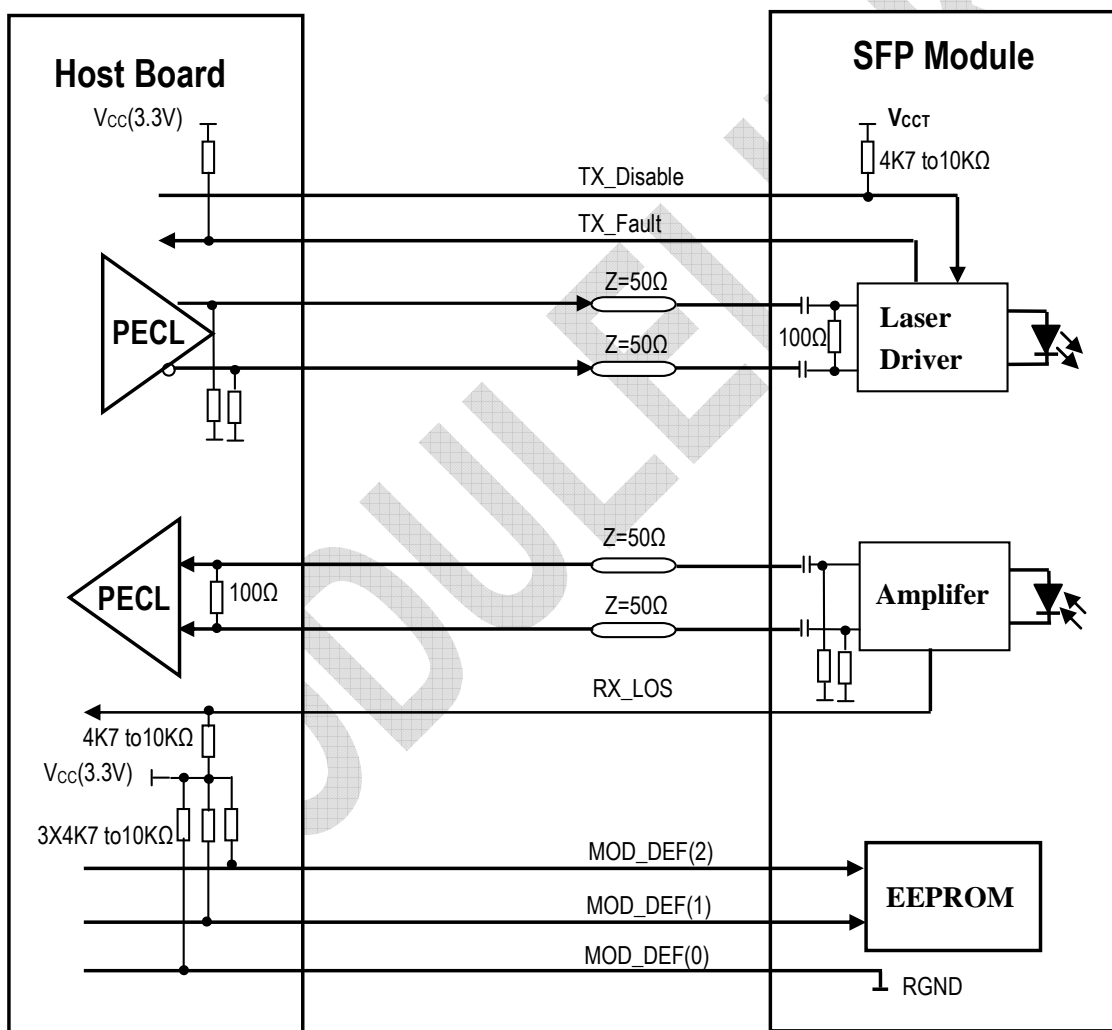 Host Board
SFP Module
VCC(3.3V)
VCCT
4K7 to10KΩ
TX_Disable
TX_Fault
Z=50Ω
PECL
100Ω
Laser
Driver
Z=50Ω
Z=50Ω
PECL
100Ω
Amplifer
Z=50Ω
RX_LOS
4K7 to10KΩ
VCC(3.3V)
3X4K7 to10KΩ
MOD_DEF(2)
EEPROM
MOD_DEF(1)
MOD_DEF(0)
RGND